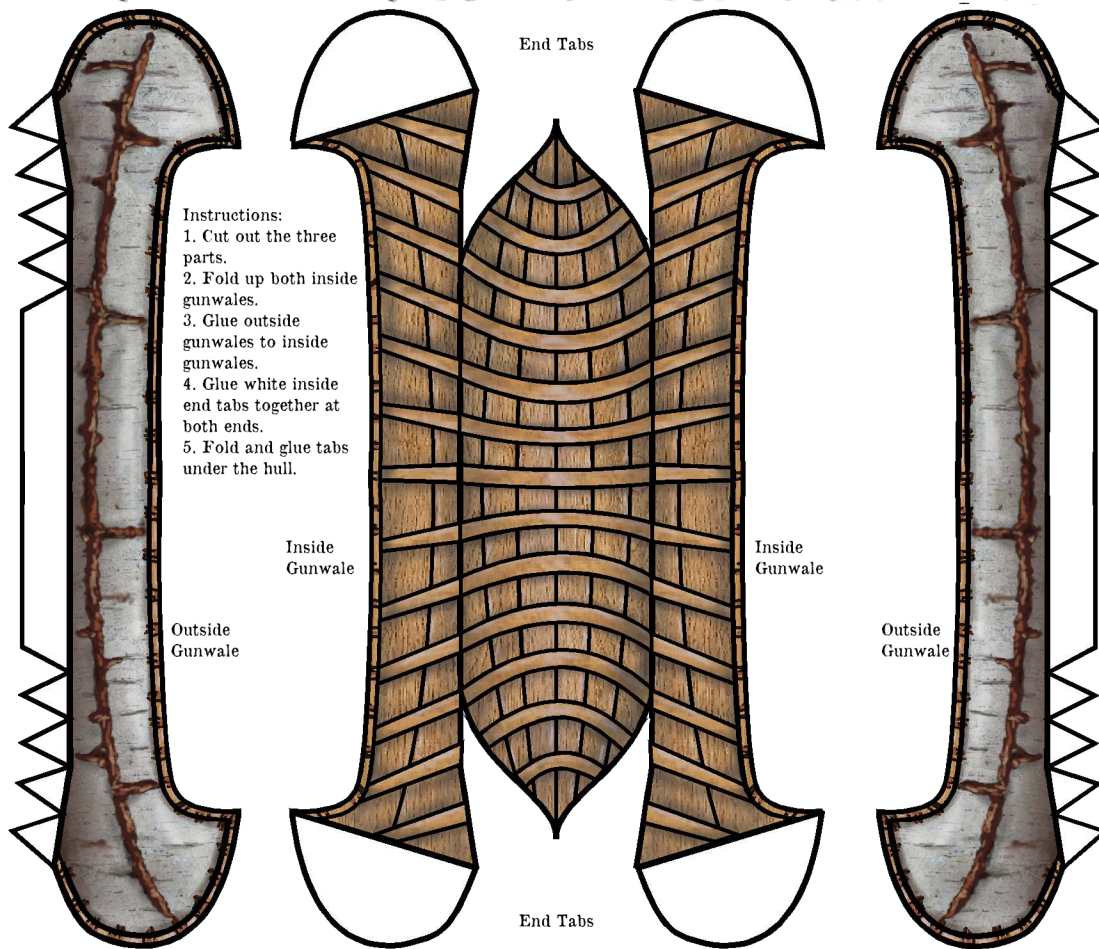 End Tabs
Instructions:
1. Cut out the three
parts.
2. Fold up both inside
gunwales.
3. Glue outside
gunwales to inside
gunwales.
4. Glue white inside
end tabs together at
both ends.
5. Fold and glue tabs
under the hull.
Inside
Gunwale
Inside
Gunwale
Outside
Gunwale
Outside
Gunwale
End Tabs